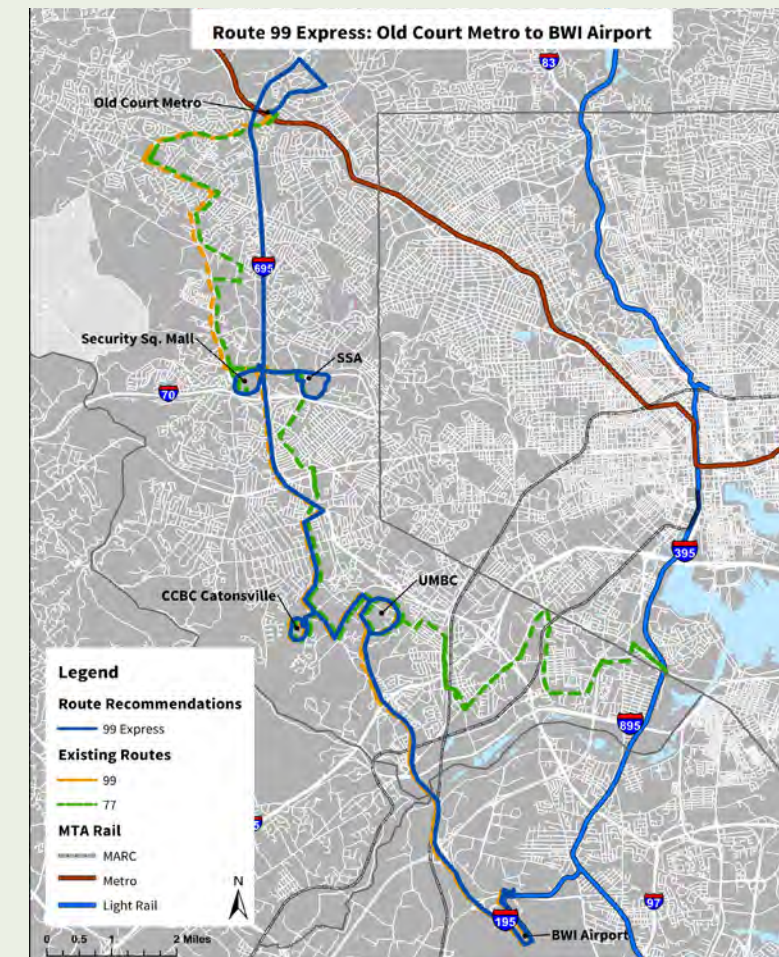 Route 99 Express: Old Court Metro to BWI Airport
83
Old Court Metro
695
Security Sq. Mall
SSA
70
395
UMBC
CCBC Catonsville
Legend
Route Recommendations
99 Express
895
Existing Routes
99
77
5
MTA Rail
MARC
Metro
Light Rail
N
97
195
BWI Airport
0 0.5 1 2 Miles